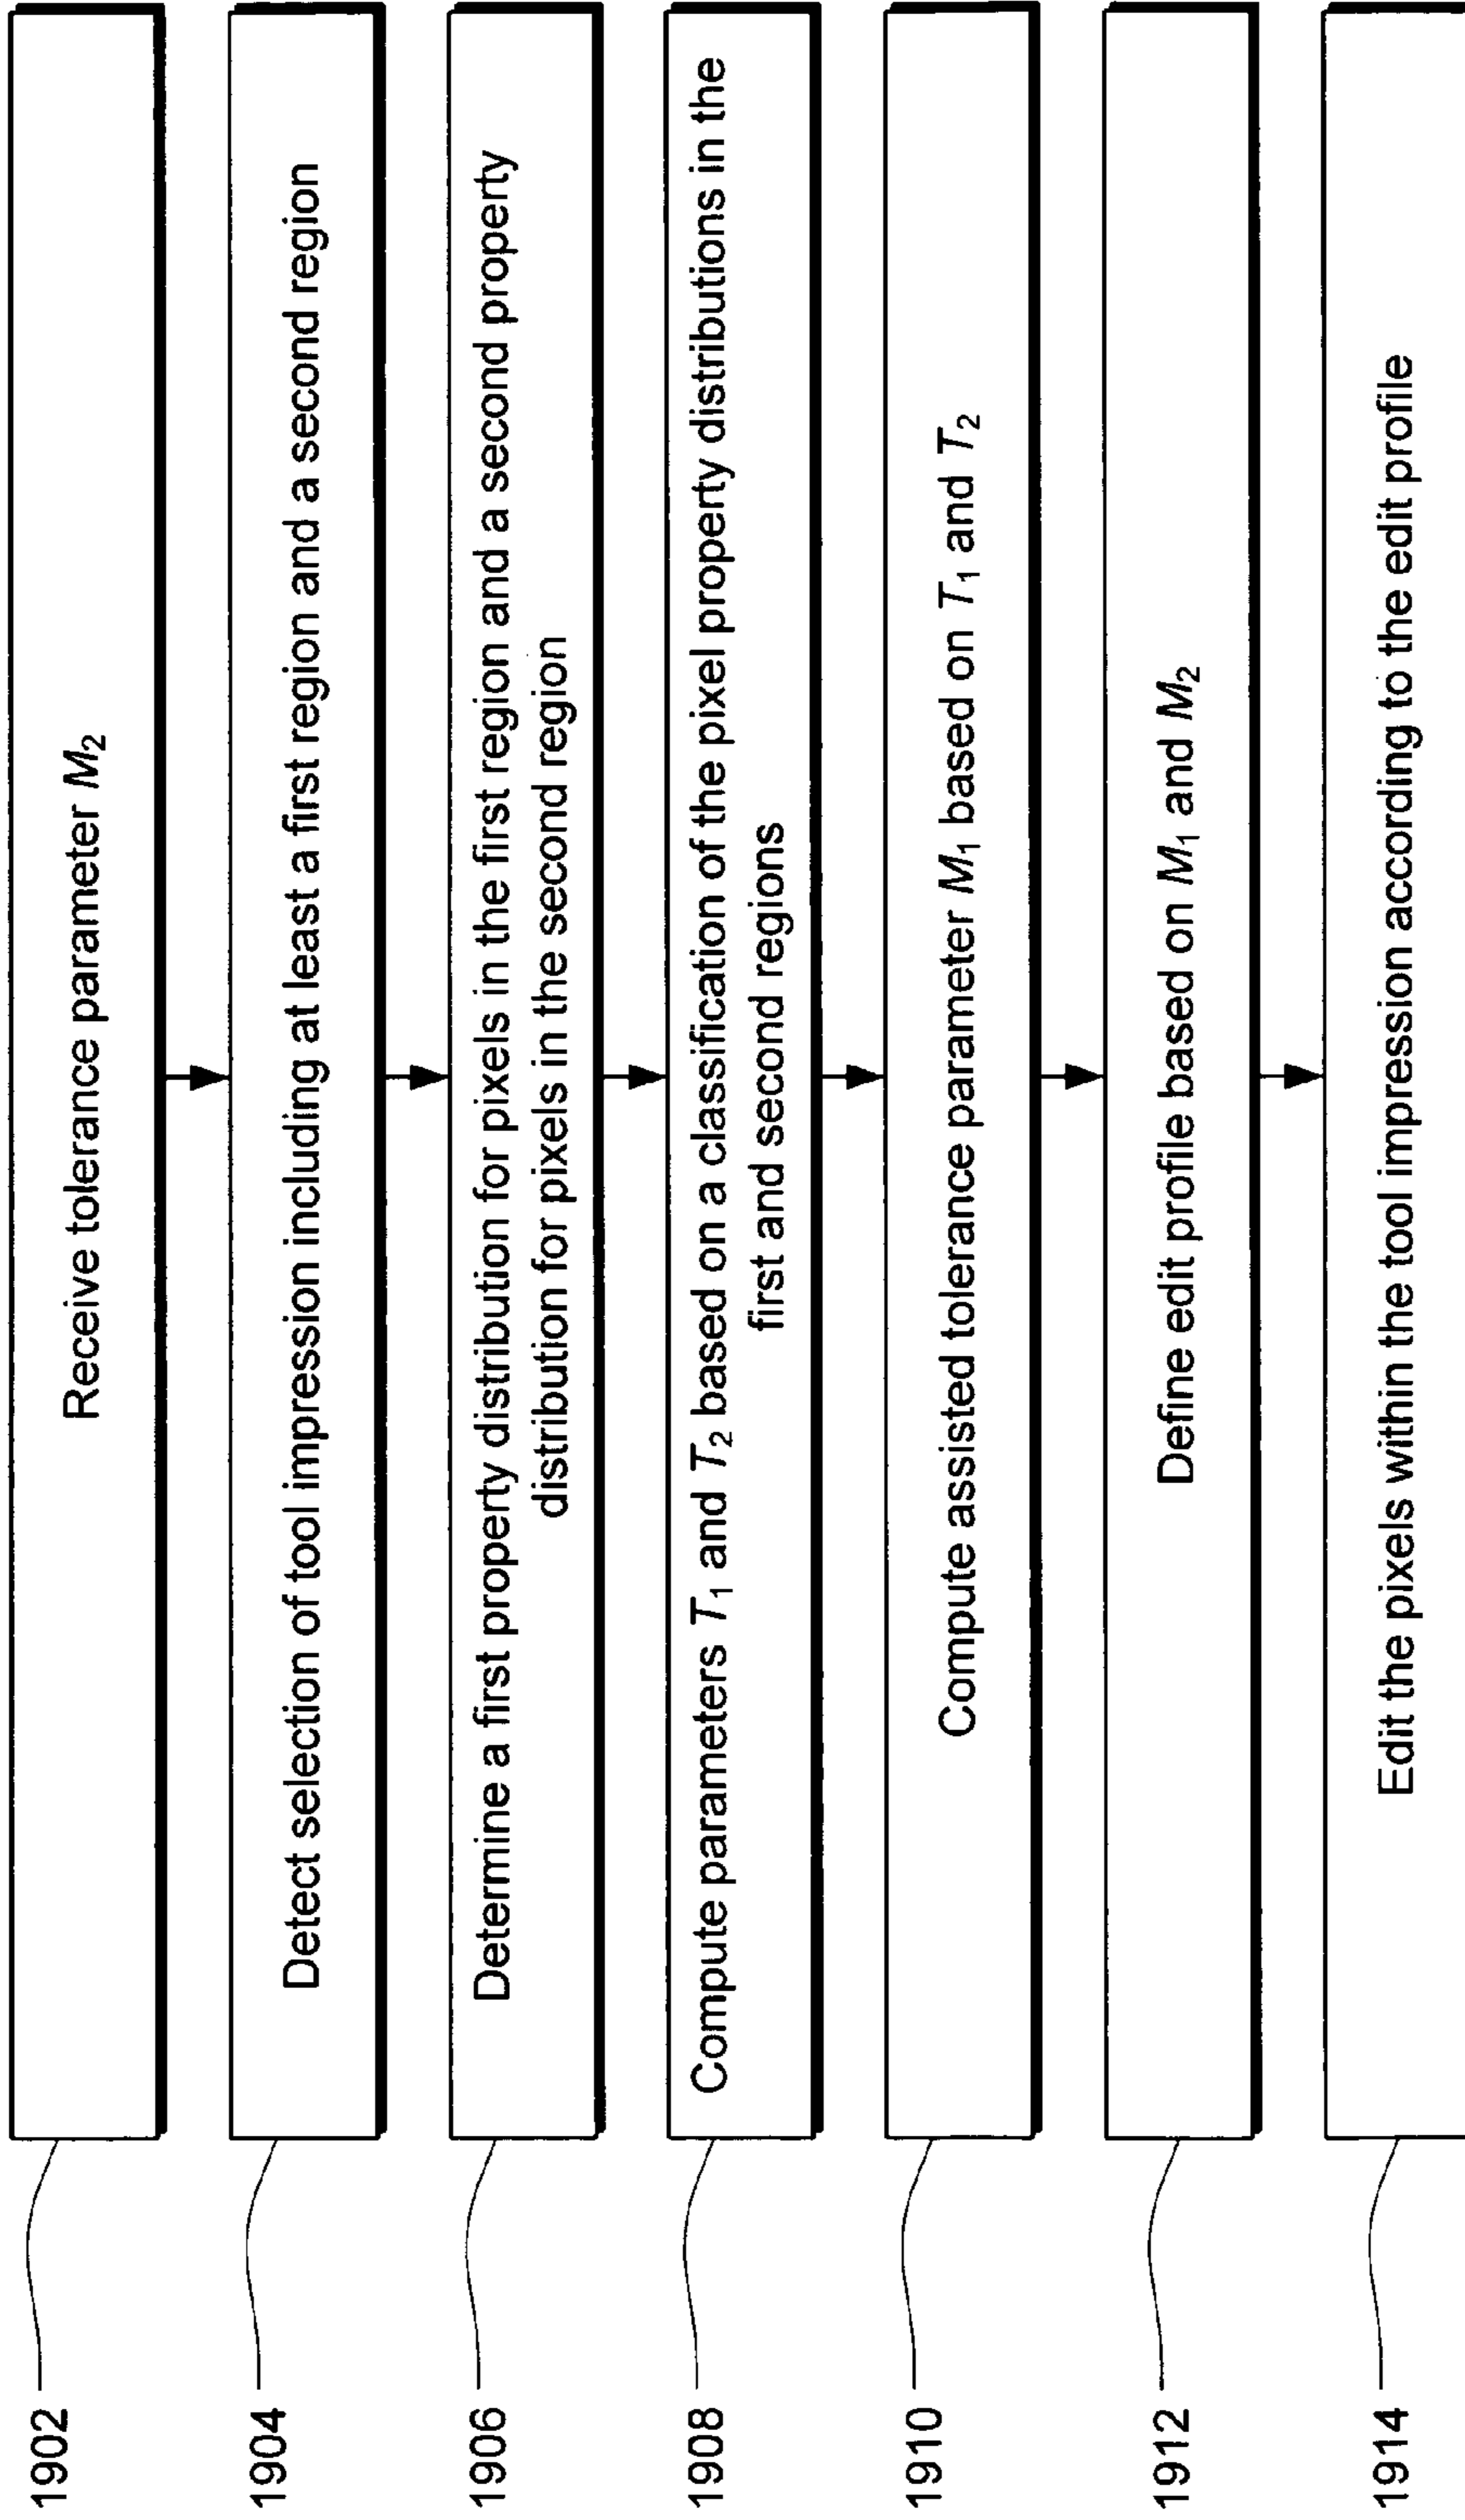 1902
Receive tolerance parameter M₂
1904
Detect selection of tool impression including at least a first region and a second region
1906
Determine a first property distribution for pixels in the first region and a second property
distribution for pixels in the second region
1908
Compute parameters T₁ and T₂ based on a classification of the pixel property distributions in the
first and second regions
1910
Compute assisted tolerance parameter M₁ based on T₁ and T₂
1912
Define edit profile based on M₁ and M₂
1914
Edit the pixels within the tool impression according to the edit profile